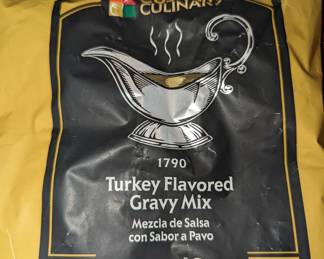 CULINARY
1790
Turkey Flavored
Gravy Mix
Mezcla de Salsa
con Sabor a Pavo